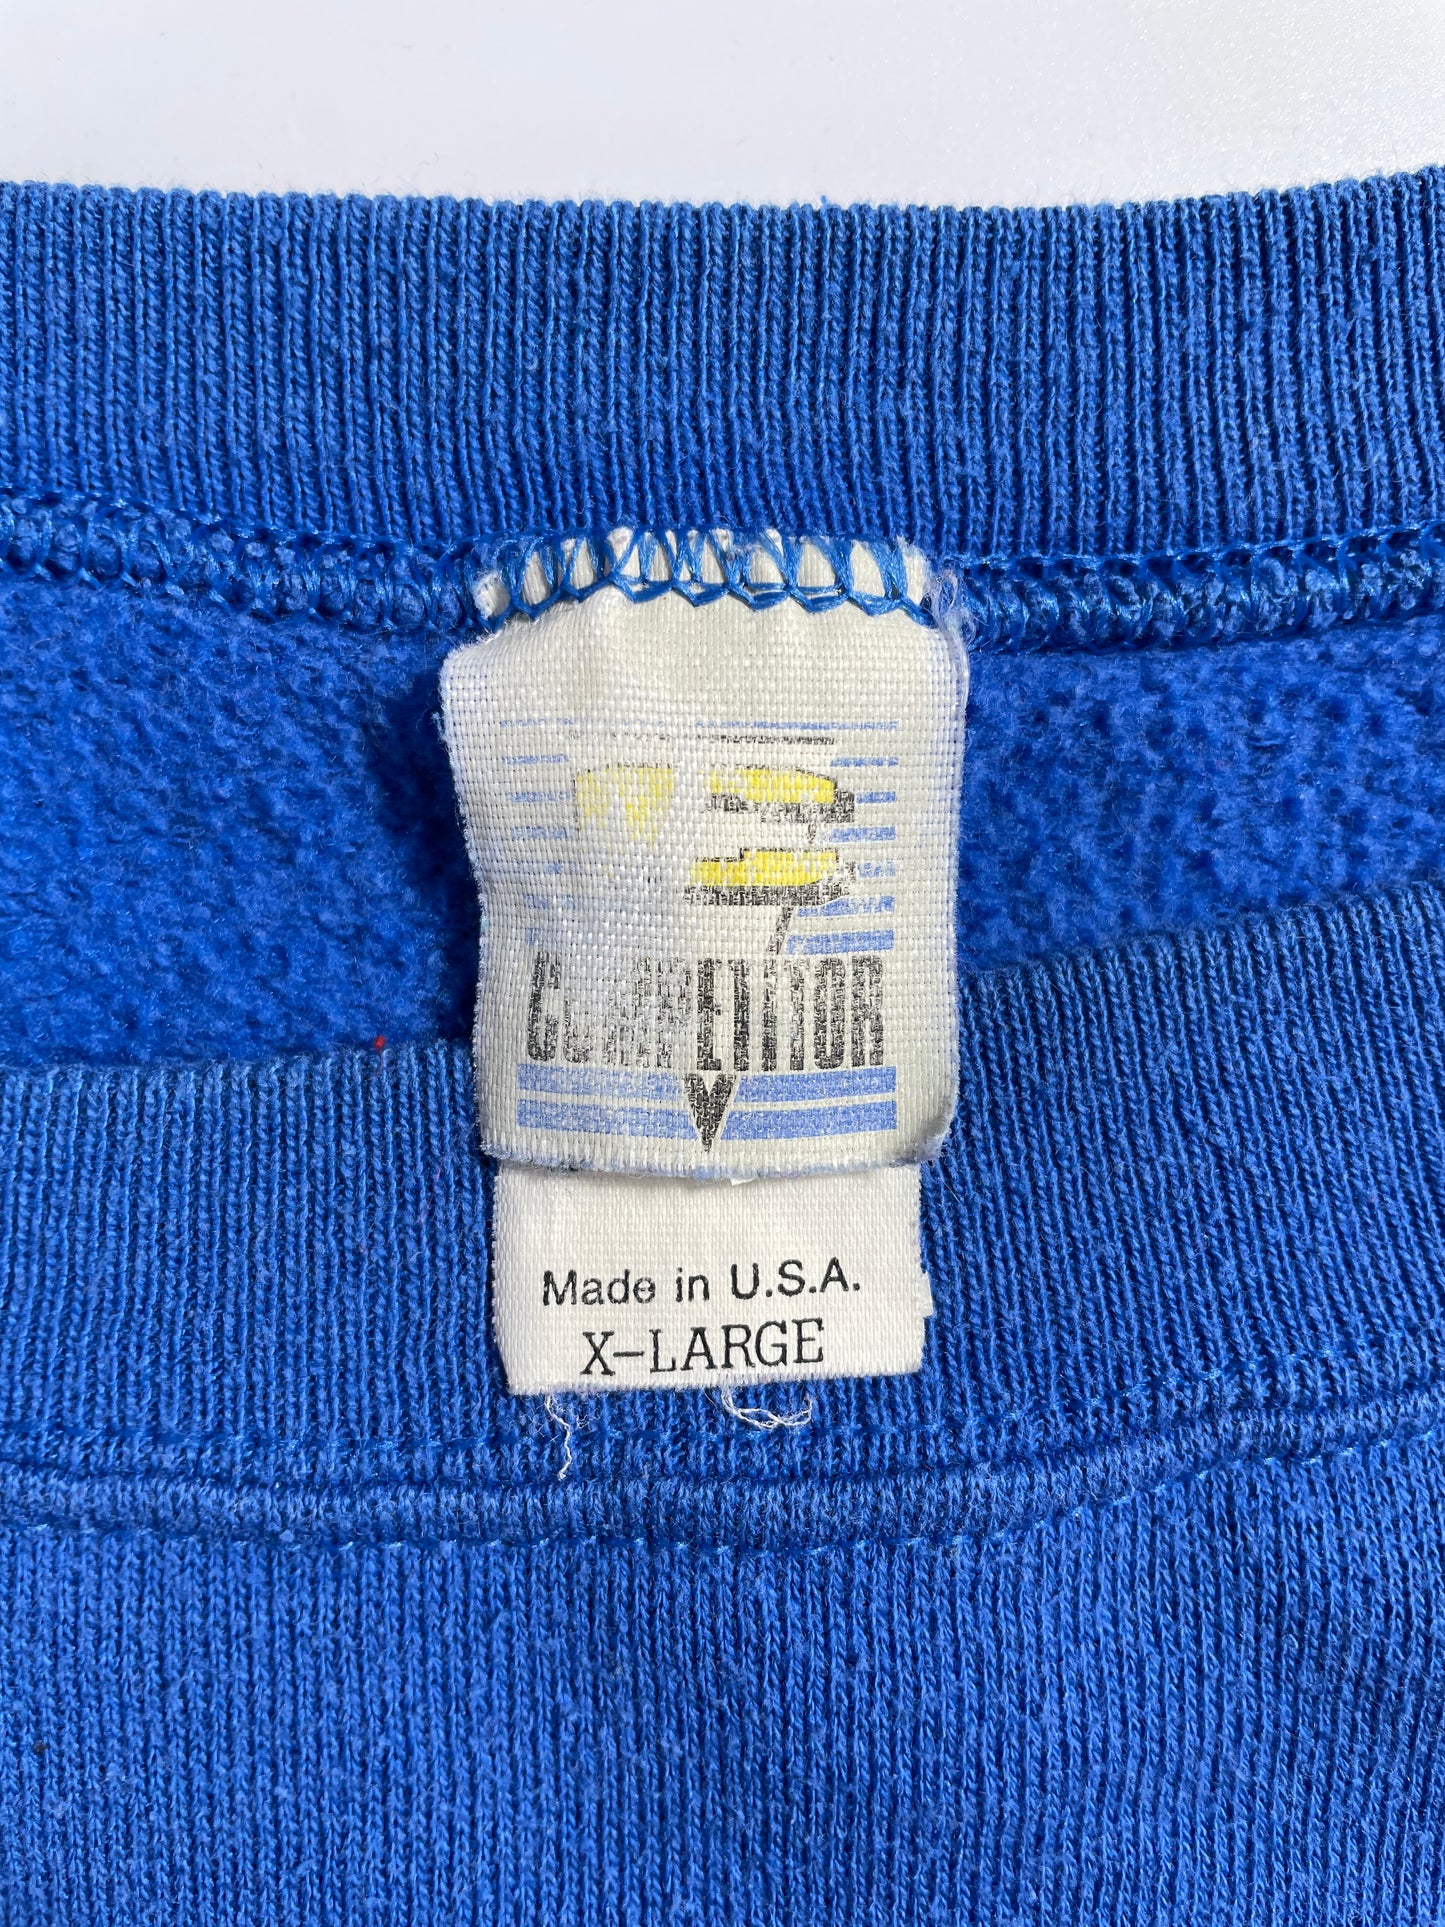 COMPETITOR
Made in U.S.A.
X-LARGE